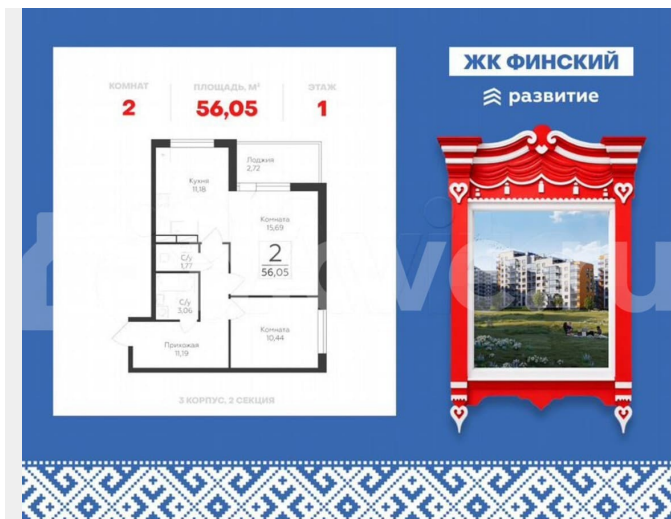 ЖК ФИНСКИЙ
развитие
КОМНАТ
2
ПЛОЩАДЬ, М²
56,05
ЭТАЖ
1
Лоджия
2,72
Кухня
11,18
Комната
15,69
2
56,05
С/у
1,77
С/у
3,06
Комната
10,44
Прихожая
11,19
3 КОРПУС, 2 СЕКЦИЯ